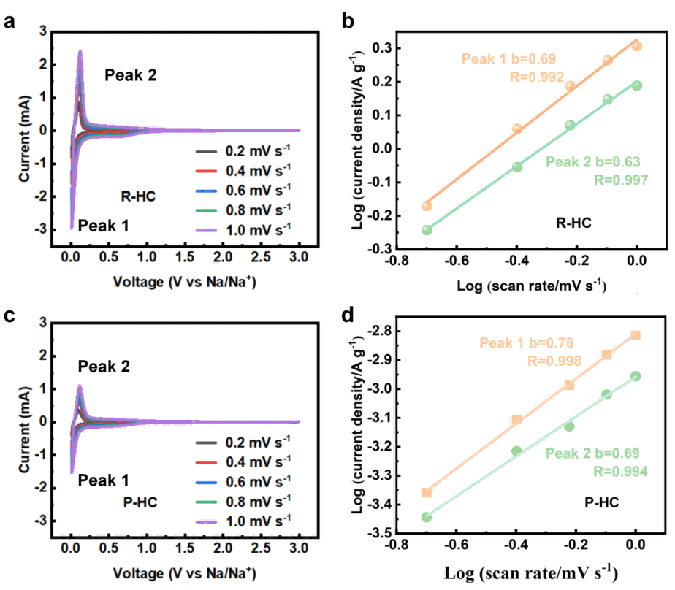 a
Current (mA)
3
2
1
0
-1
-2
-3
Peak 2
0.2 mV s⁻¹
0.4 mV s⁻¹
0.6 mV s⁻¹
0.8 mV s⁻¹
1.0 mV s⁻¹
R-HC
Peak 1
0.0 0.5 1.0 1.5 2.0 2.5 3.0
Voltage (V vs Na/Na⁺)
b
Log (current density/A g⁻¹)
0.3
0.2
0.1
0.0
-0.1
-0.2
-0.3
Peak 1 b=0.69
R=0.992
Peak 2 b=0.63
R=0.997
R-HC
-0.8 -0.6 -0.4 -0.2 0.0
Log (scan rate/mV s⁻¹)
c
Current (mA)
3
2
1
0
-1
-2
-3
Peak 2
0.2 mV s⁻¹
0.4 mV s⁻¹
0.6 mV s⁻¹
0.8 mV s⁻¹
1.0 mV s⁻¹
Peak 1
P-HC
0.0 0.5 1.0 1.5 2.0 2.5 3.0
Voltage (V vs Na/Na⁺)
d
Log (current density/A g⁻¹)
-2.8
-2.9
-3.0
-3.1
-3.2
-3.3
-3.4
-3.5
Peak 1 b=0.78
R=0.998
Peak 2 b=0.69
R=0.994
P-HC
-0.8 -0.6 -0.4 -0.2 0.0
Log (scan rate/mV s⁻¹)